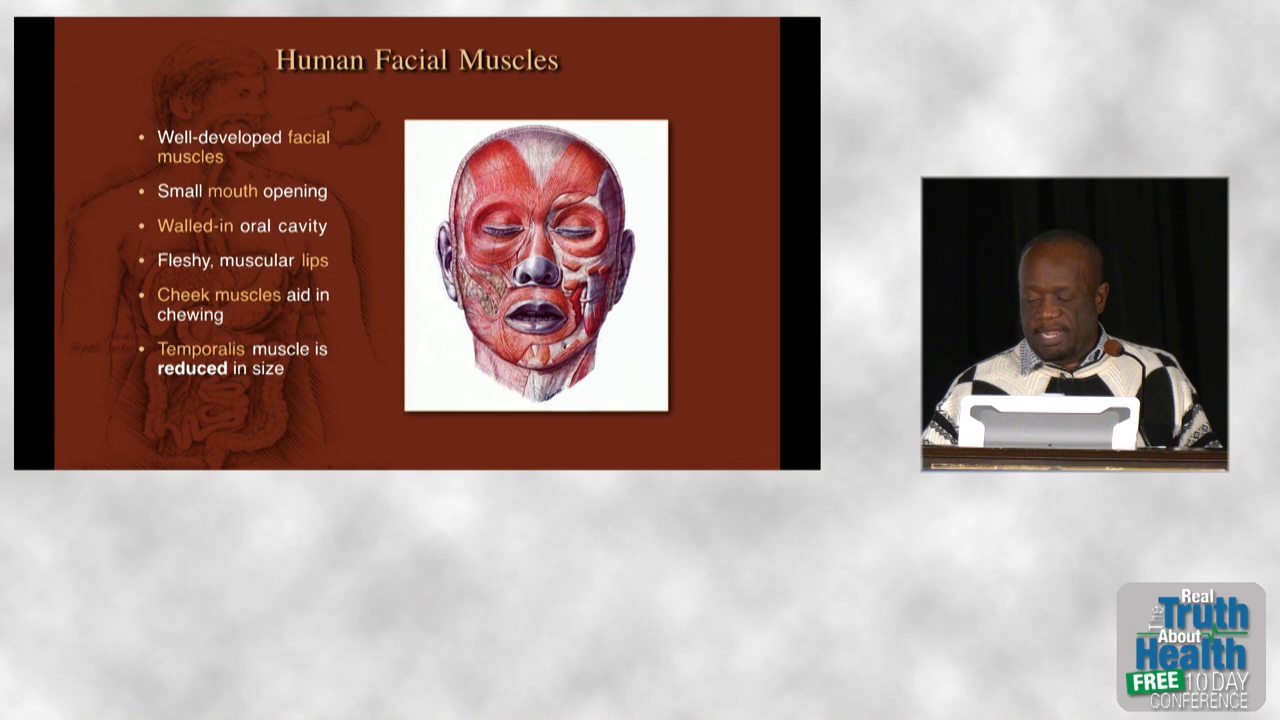 Human Facial Muscles
• Well-developed facial
muscles
• Small mouth opening
• Walled-in oral cavity
• Fleshy, muscular lips
• Cheek muscles aid in
chewing
• Temporalis muscle is
reduced in size
The Real
Truth
About
Health
FREE 10 DAY
CONFERENCE